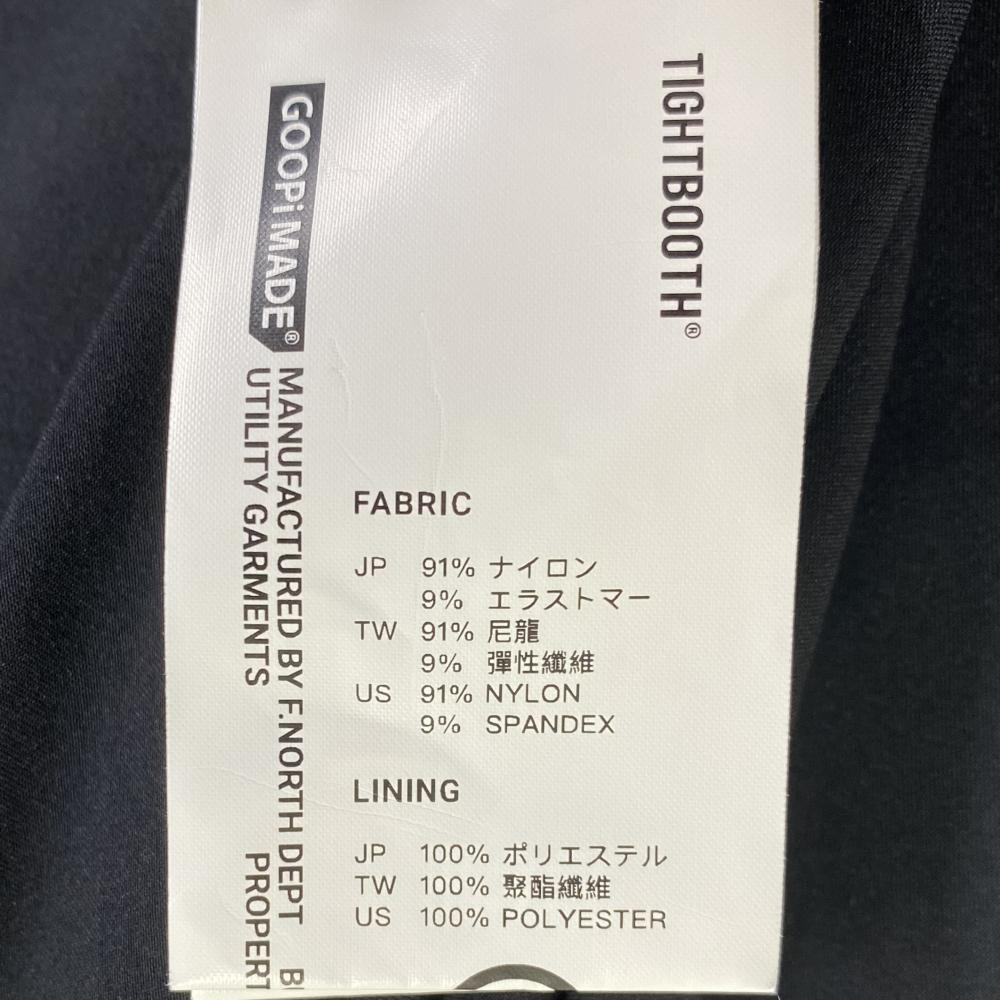 TIGHTBOOTH®
GOOPiMADE®
MANUFACTURED BY F.NORTH DEPT
UTILITY GARMENTS
FABRIC
JP 91% ナイロン
9% エラストマー
TW 91% 尼龍
9% 彈性纖維
US 91% NYLON
9% SPANDEX
LINING
JP 100% ポリエステル
TW 100% 聚酯纖維
US 100% POLYESTER